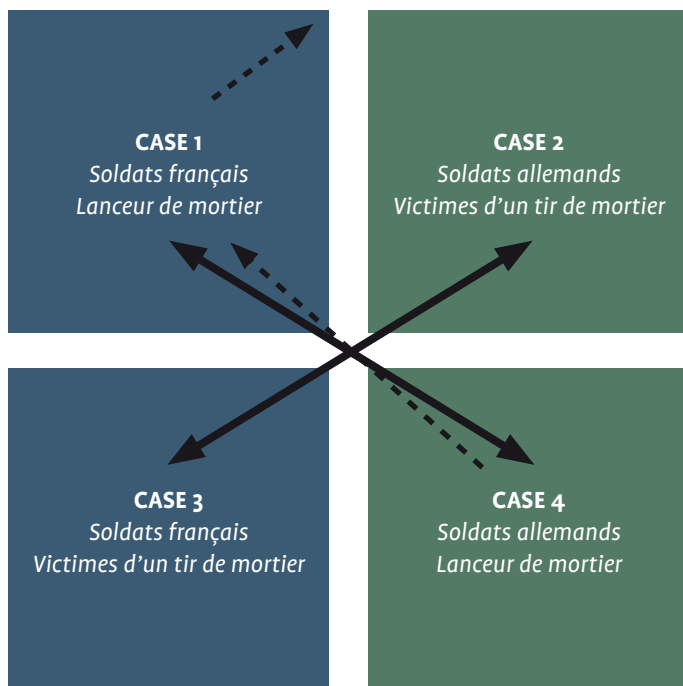 CASE 1
Soldats français
Lanceur de mortier
CASE 2
Soldats allemands
Victimes d'un tir de mortier
CASE 3
Soldats français
Victimes d'un tir de mortier
CASE 4
Soldats allemands
Lanceur de mortier